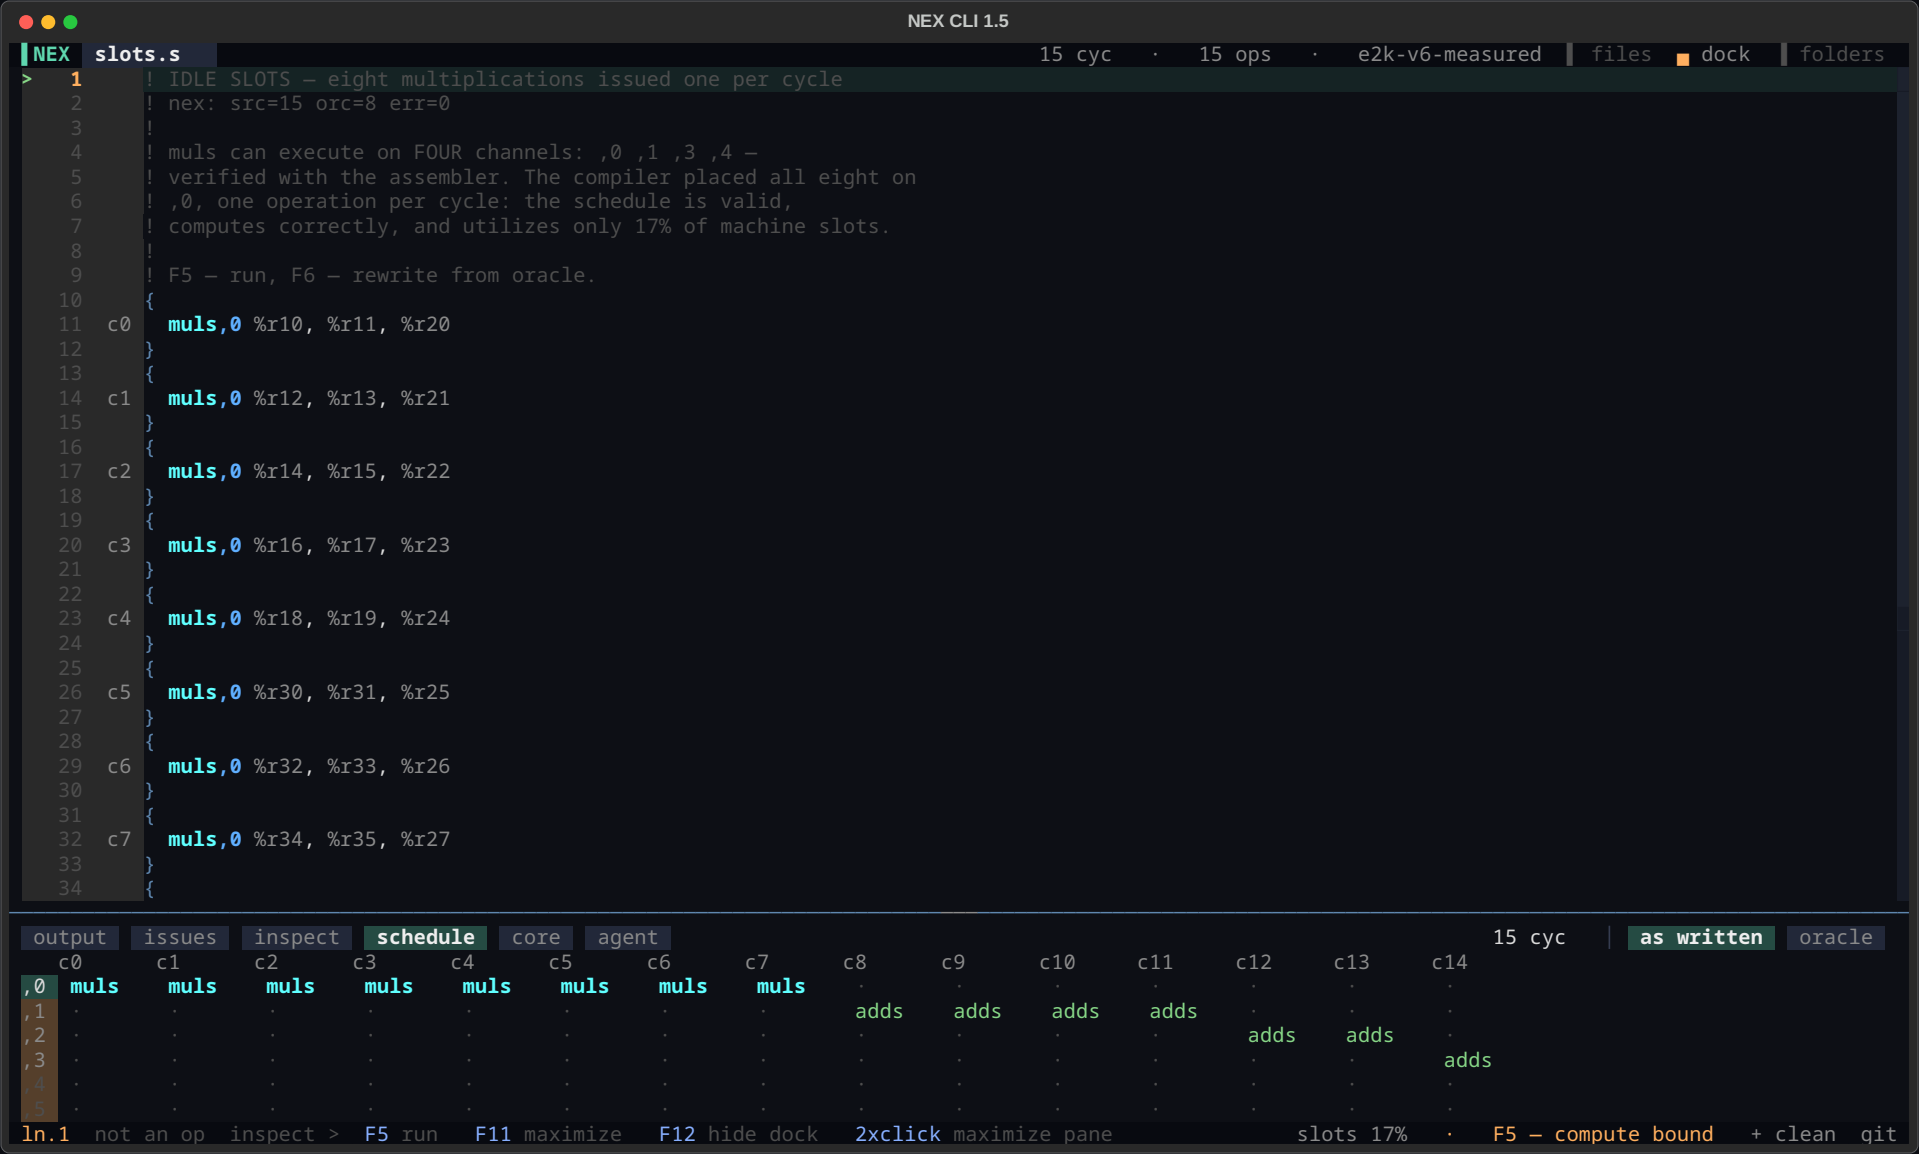 NEX CLI 1.5
NEX slots.s 15 cyc · 15 ops · e2k-v6-measured files dock folders
> 1 ! IDLE SLOTS — eight multiplications issued one per cycle
2 ! nex: src=15 orc=8 err=0
3 !
4 ! muls can execute on FOUR channels: ,0 ,1 ,3 ,4 —
5 ! verified with the assembler. The compiler placed all eight on
6 ! ,0, one operation per cycle: the schedule is valid,
7 ! computes correctly, and utilizes only 17% of machine slots.
8 !
9 ! F5 — run, F6 — rewrite from oracle.
10 {
11 c0 muls,0 %r10, %r11, %r20
12 }
13 {
14 c1 muls,0 %r12, %r13, %r21
15 }
16 {
17 c2 muls,0 %r14, %r15, %r22
18 }
19 {
20 c3 muls,0 %r16, %r17, %r23
21 }
22 {
23 c4 muls,0 %r18, %r19, %r24
24 }
25 {
26 c5 muls,0 %r30, %r31, %r25
27 }
28 {
29 c6 muls,0 %r32, %r33, %r26
30 }
31 {
32 c7 muls,0 %r34, %r35, %r27
33 }
34 {
output issues inspect schedule core agent 15 cyc | as written oracle
c0 c1 c2 c3 c4 c5 c6 c7 c8 c9 c10 c11 c12 c13 c14
,0 muls muls muls muls muls muls muls muls · · · · · · ·
,1 · · · · · · · · adds adds adds adds · · ·
,2 · · · · · · · · · · · · adds adds ·
,3 · · · · · · · · · · · · · · adds
,4 · · · · · · · · · · · · · · ·
,5 · · · · · · · · · · · · · · ·
ln.1 not an op inspect > F5 run F11 maximize F12 hide dock 2xclick maximize pane slots 17% · F5 — compute bound + clean git